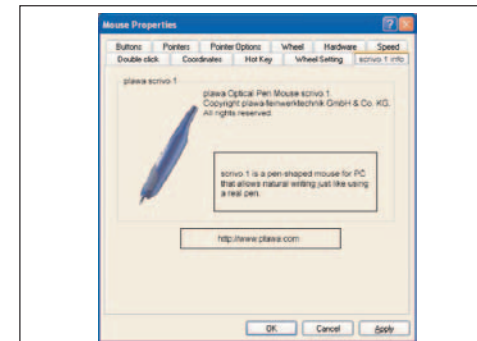 Mouse Properties
Buttons Pointers Pointer Options Wheel Hardware Speed
Double click Coordinates Hot Key Wheel Setting scrivo 1 info
plawa scrivo 1
plawa Optical Pen Mouse scrivo 1.
Copyright plawa-feinwerktechnik GmbH & Co. KG.
All rights reserved.
scrivo 1 is a pen-shaped mouse for PC
that allows natural writing just like using
a real pen.
http://www.plawa.com
OK Cancel Apply